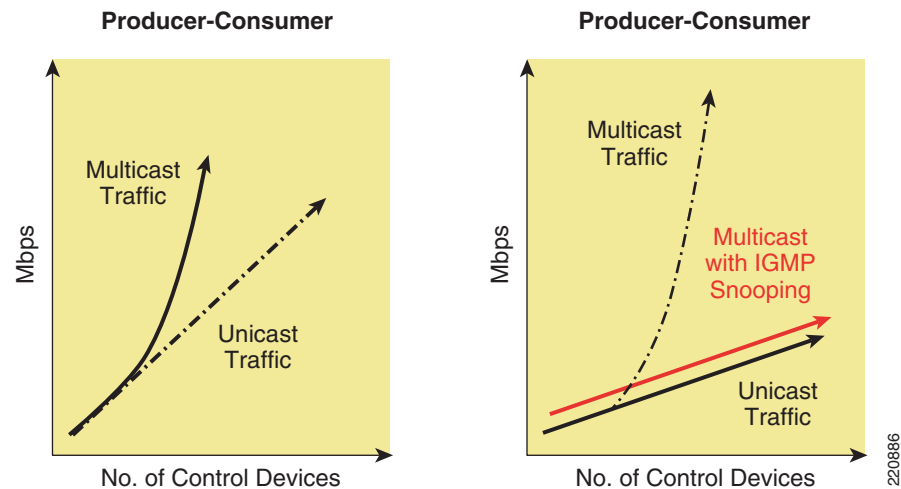 Producer-Consumer
Mbps
Multicast
Traffic
Unicast
Traffic
No. of Control Devices
Producer-Consumer
Mbps
Multicast
Traffic
Multicast
with IGMP
Snooping
Unicast
Traffic
No. of Control Devices
220886